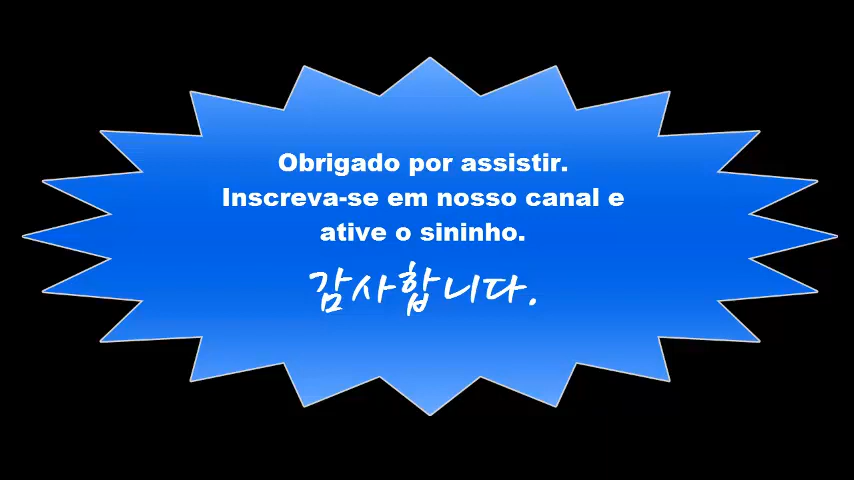 Obrigado por assistir.
Inscreva-se em nosso canal e
ative o sininho.
감사합니다.